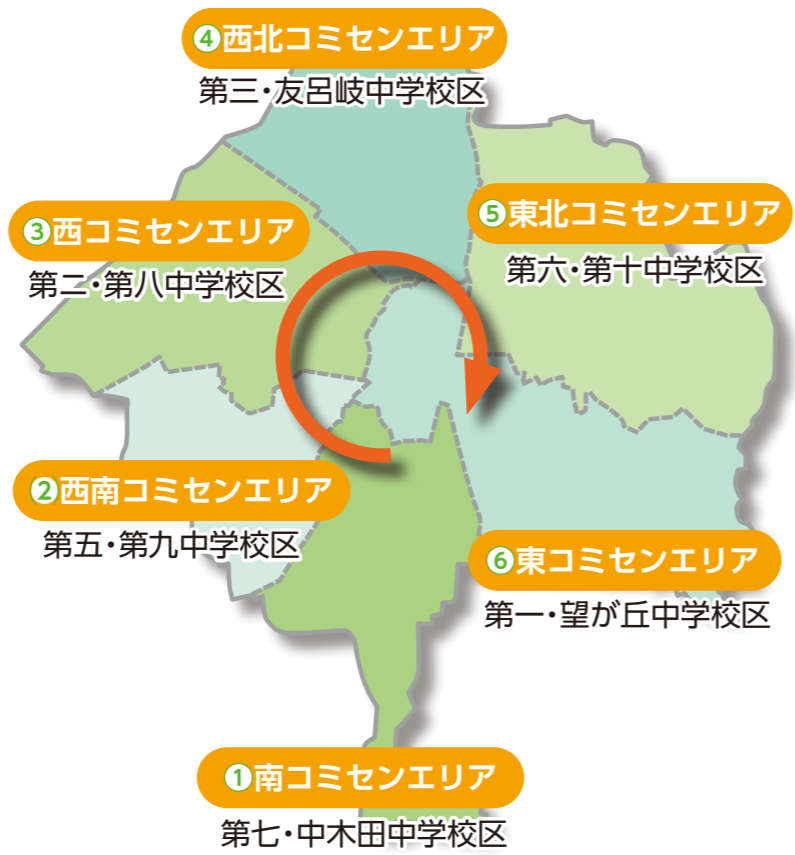 ④西北コミセンエリア
第三・友呂岐中学校区
③西コミセンエリア
第二・第八中学校区
⑤東北コミセンエリア
第六・第十中学校区
②西南コミセンエリア
第五・第九中学校区
⑥東コミセンエリア
第一・望が丘中学校区
①南コミセンエリア
第七・中木田中学校区